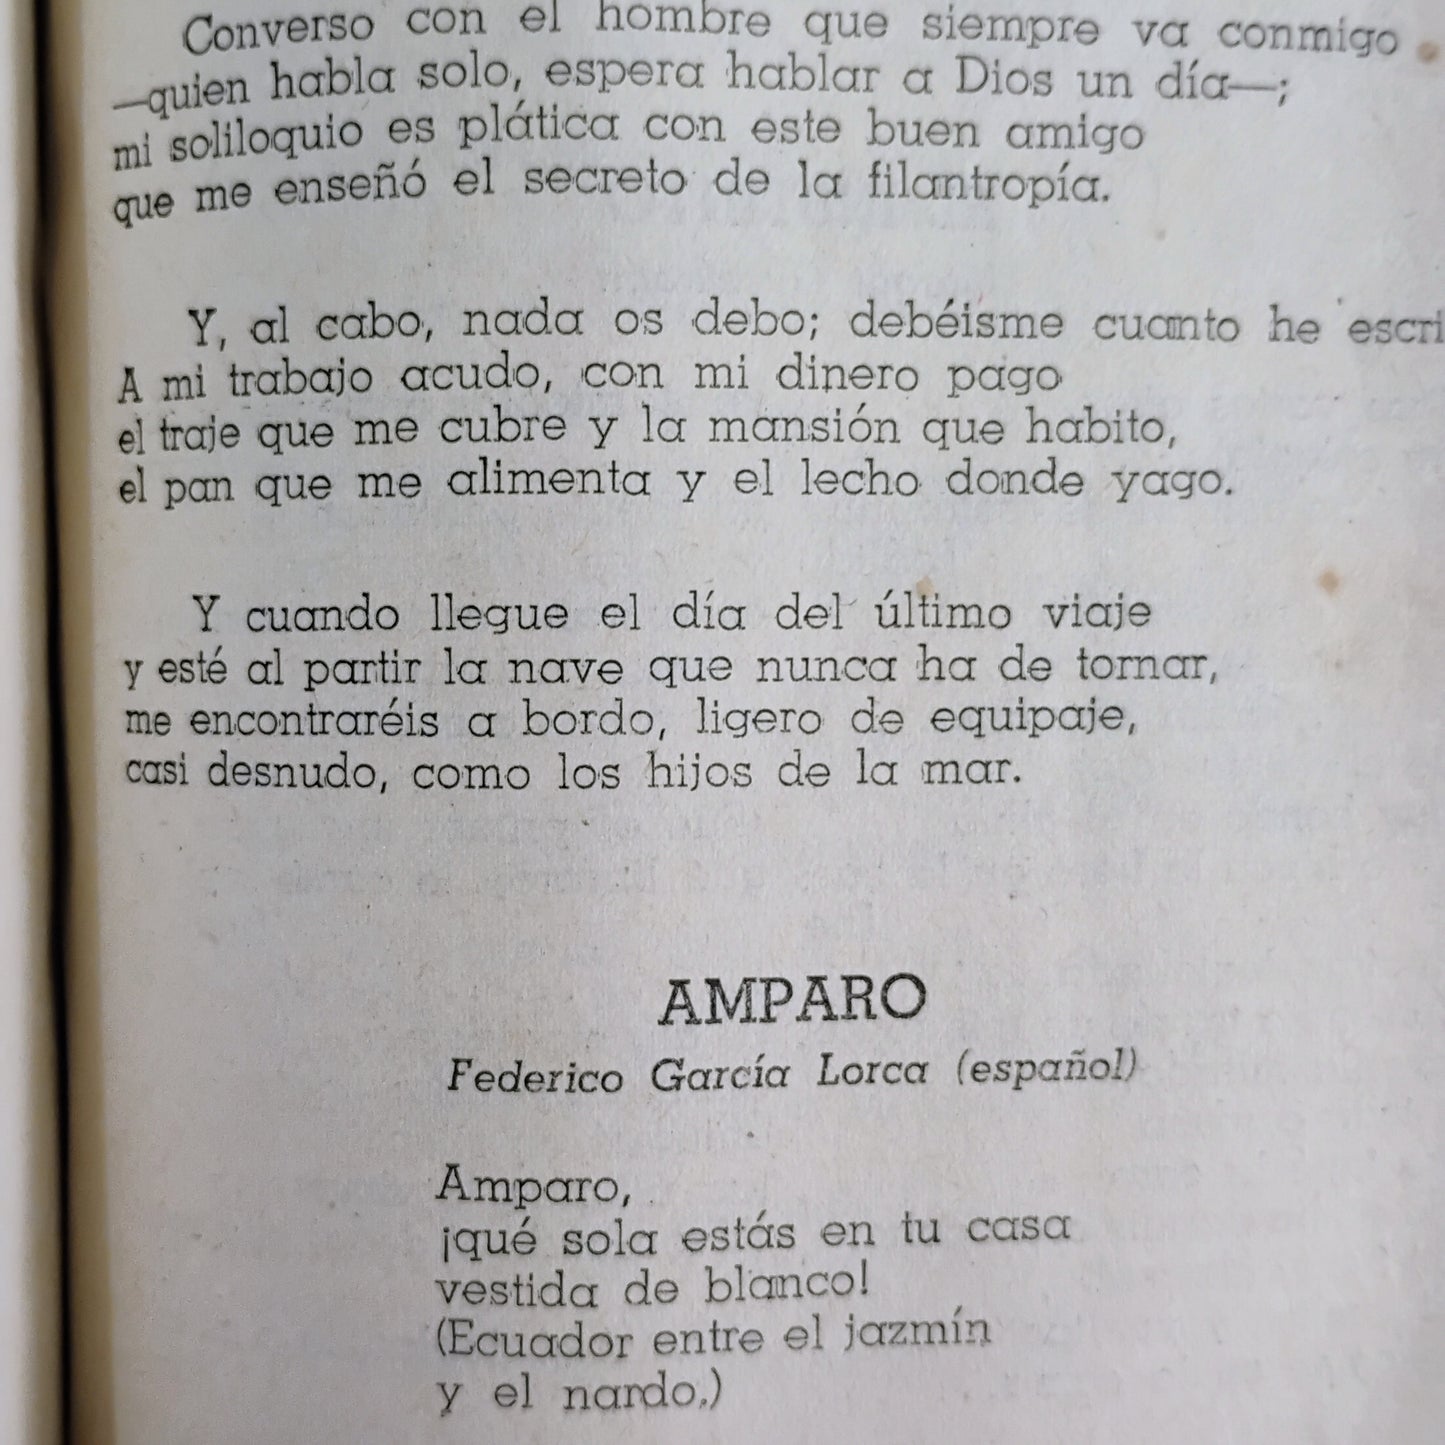 Converso con el hombre que siempre va conmigo
—quien habla solo, espera hablar a Dios un día—;
mi soliloquio es plática con este buen amigo
que me enseñó el secreto de la filantropía.
Y, al cabo, nada os debo; debéisme cuanto he escri
A mi trabajo acudo, con mi dinero pago
el traje que me cubre y la mansión que habito,
el pan que me alimenta y el lecho donde yago.
Y cuando llegue el día del último viaje
y esté al partir la nave que nunca ha de tornar,
me encontraréis a bordo, ligero de equipaje,
casi desnudo, como los hijos de la mar.
AMPARO
Federico García Lorca (español)
Amparo,
¡qué sola estás en tu casa
vestida de blanco!
(Ecuador entre el jazmín
y el nardo.)